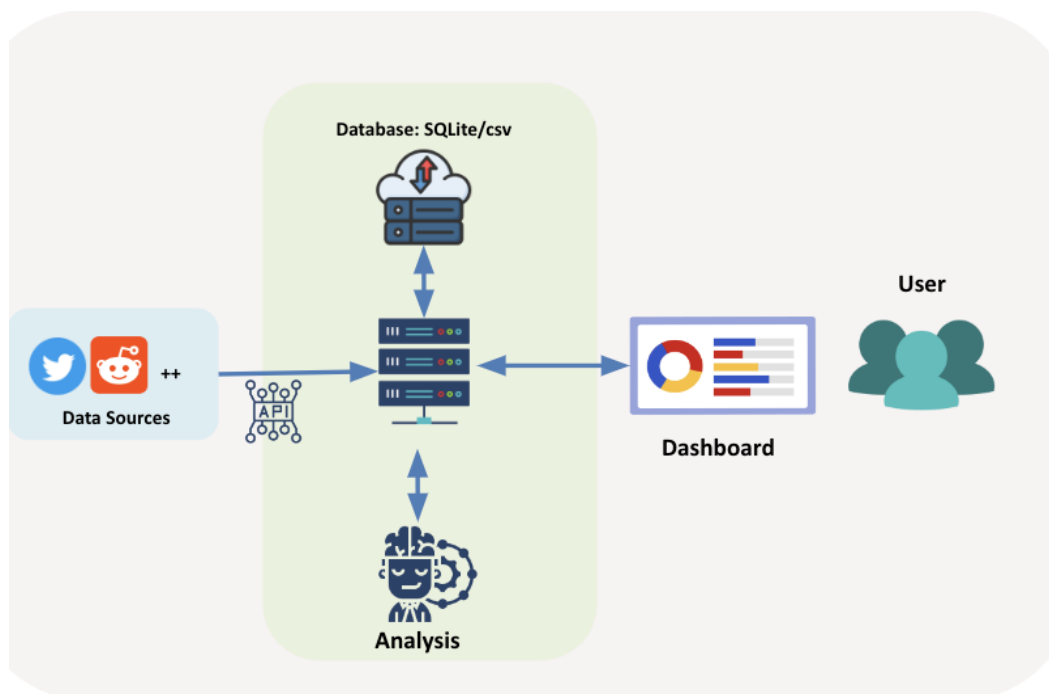 Database: SQLite/csv
User
++
Data Sources
API
Dashboard
Analysis